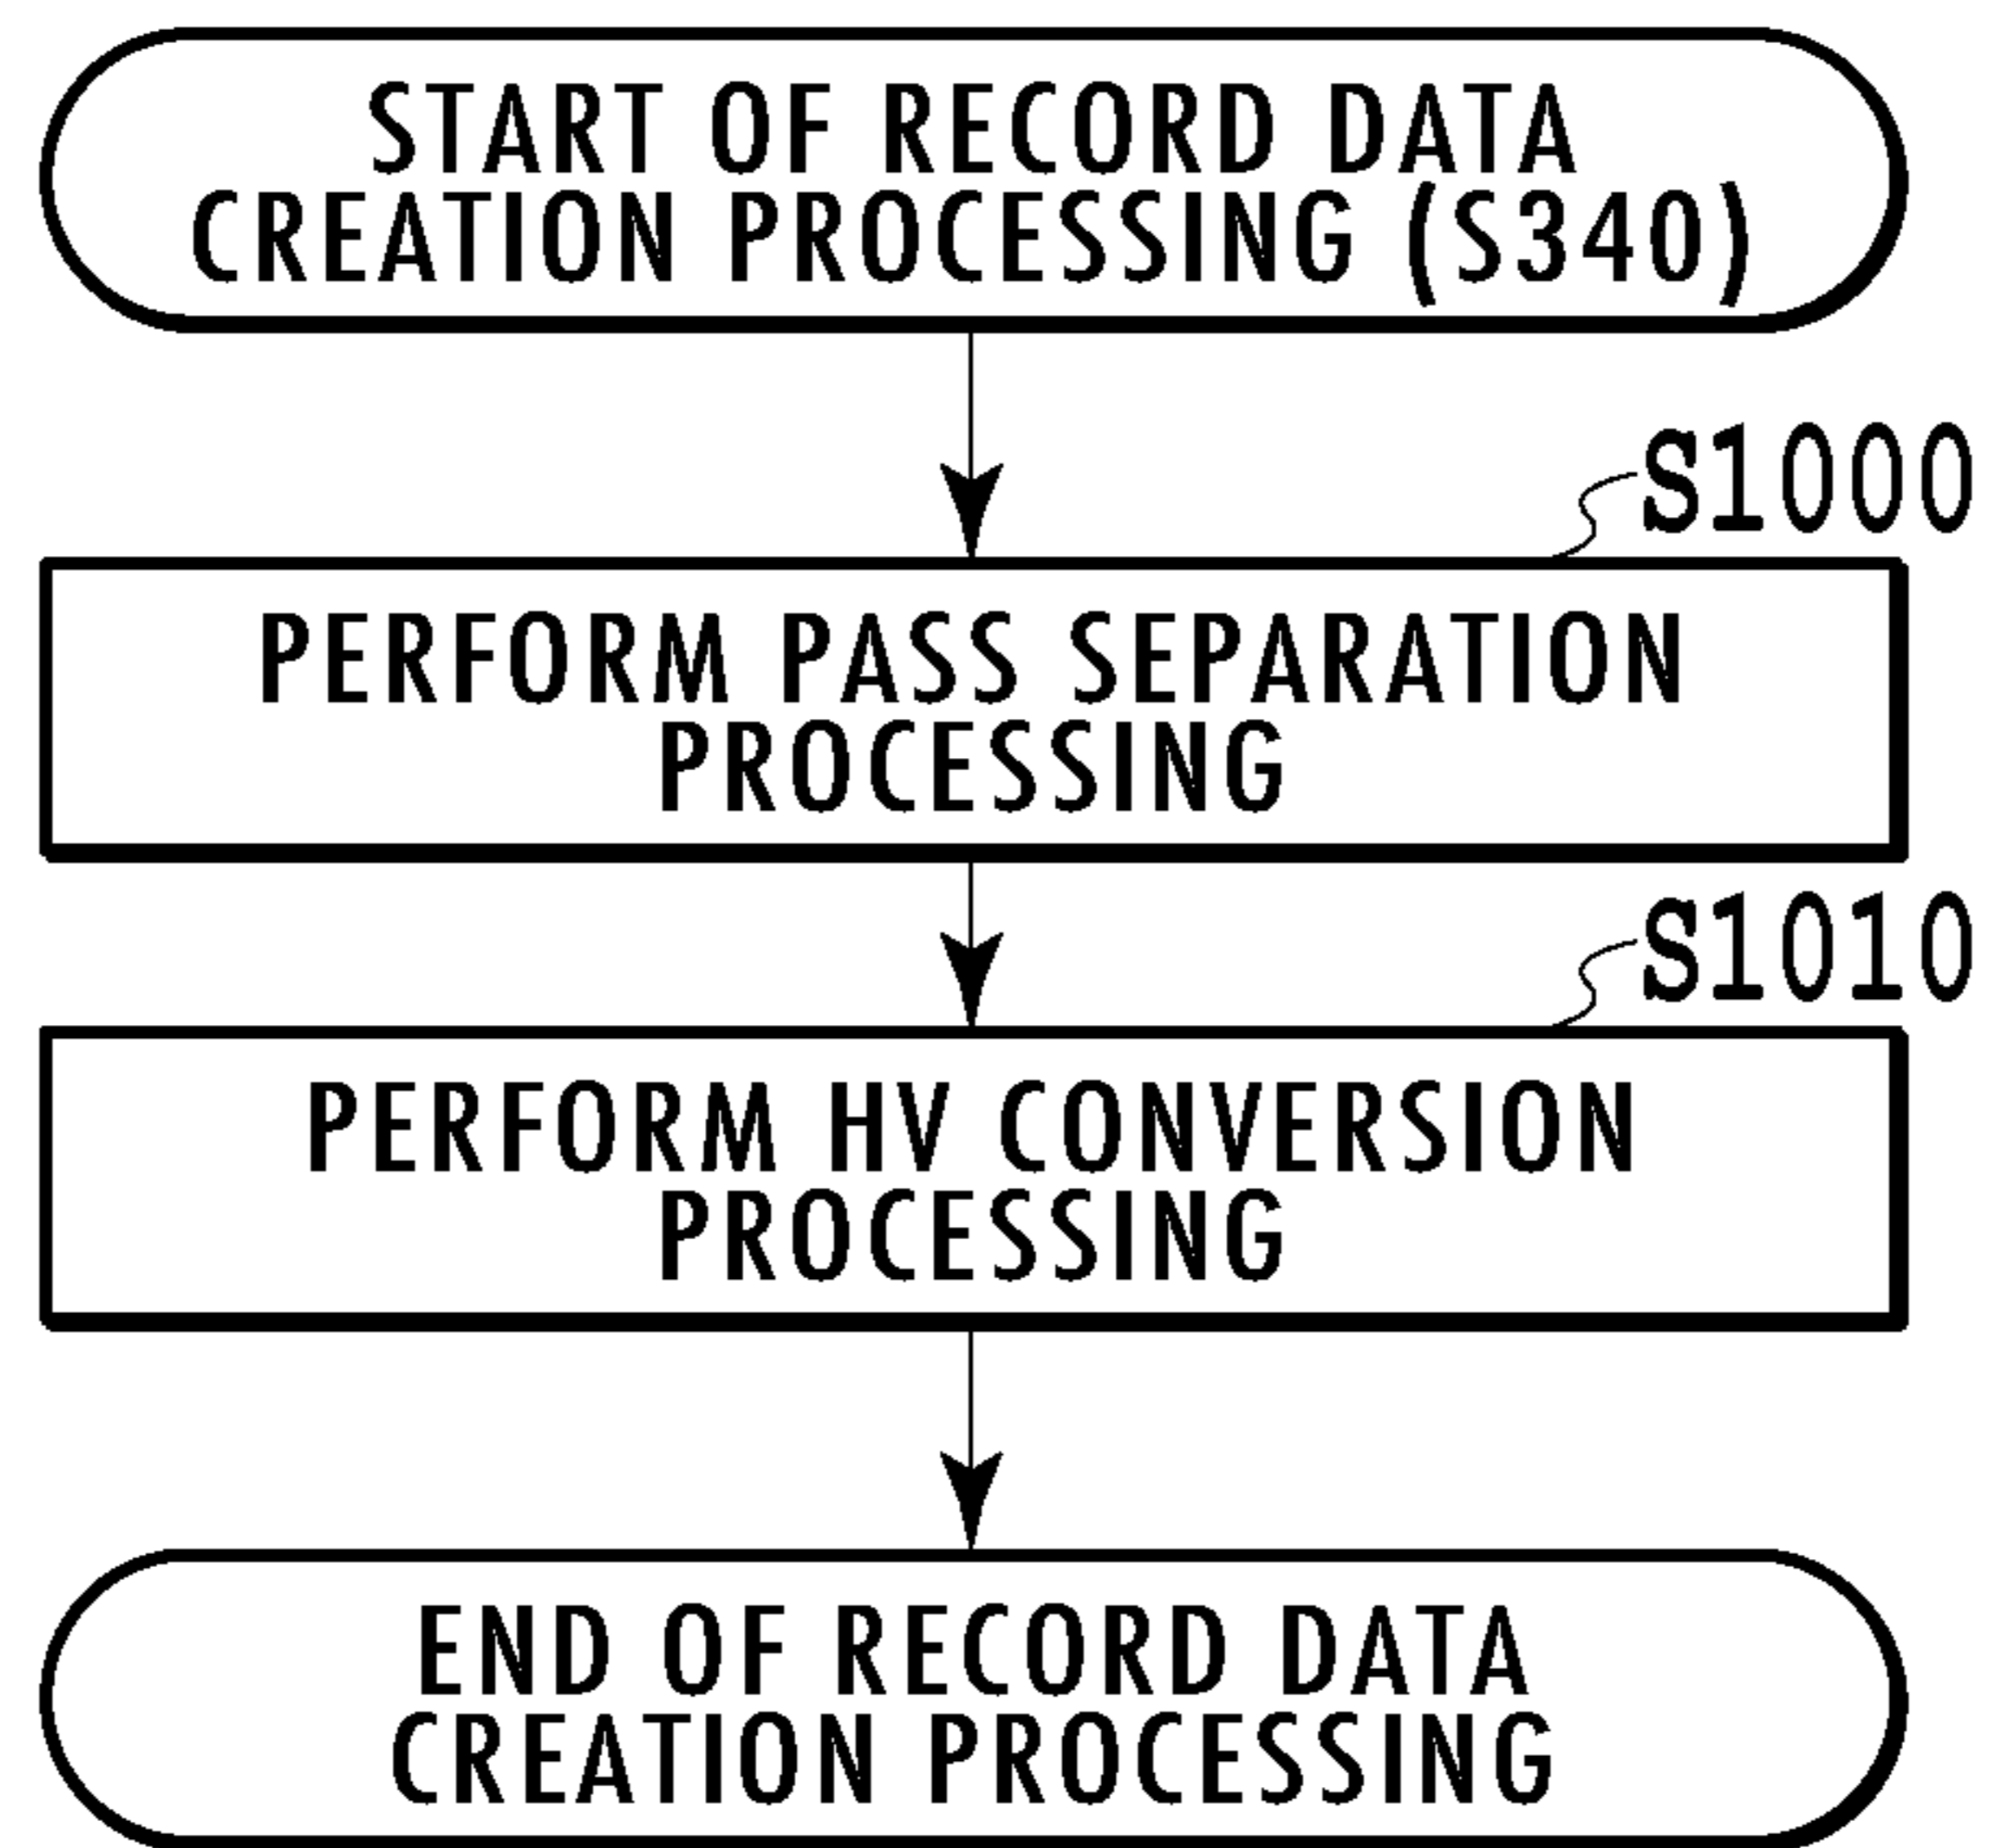 START OF RECORD DATA
CREATION PROCESSING (S340)
S1000
PERFORM PASS SEPARATION
PROCESSING
S1010
PERFORM HV CONVERSION
PROCESSING
END OF RECORD DATA
CREATION PROCESSING